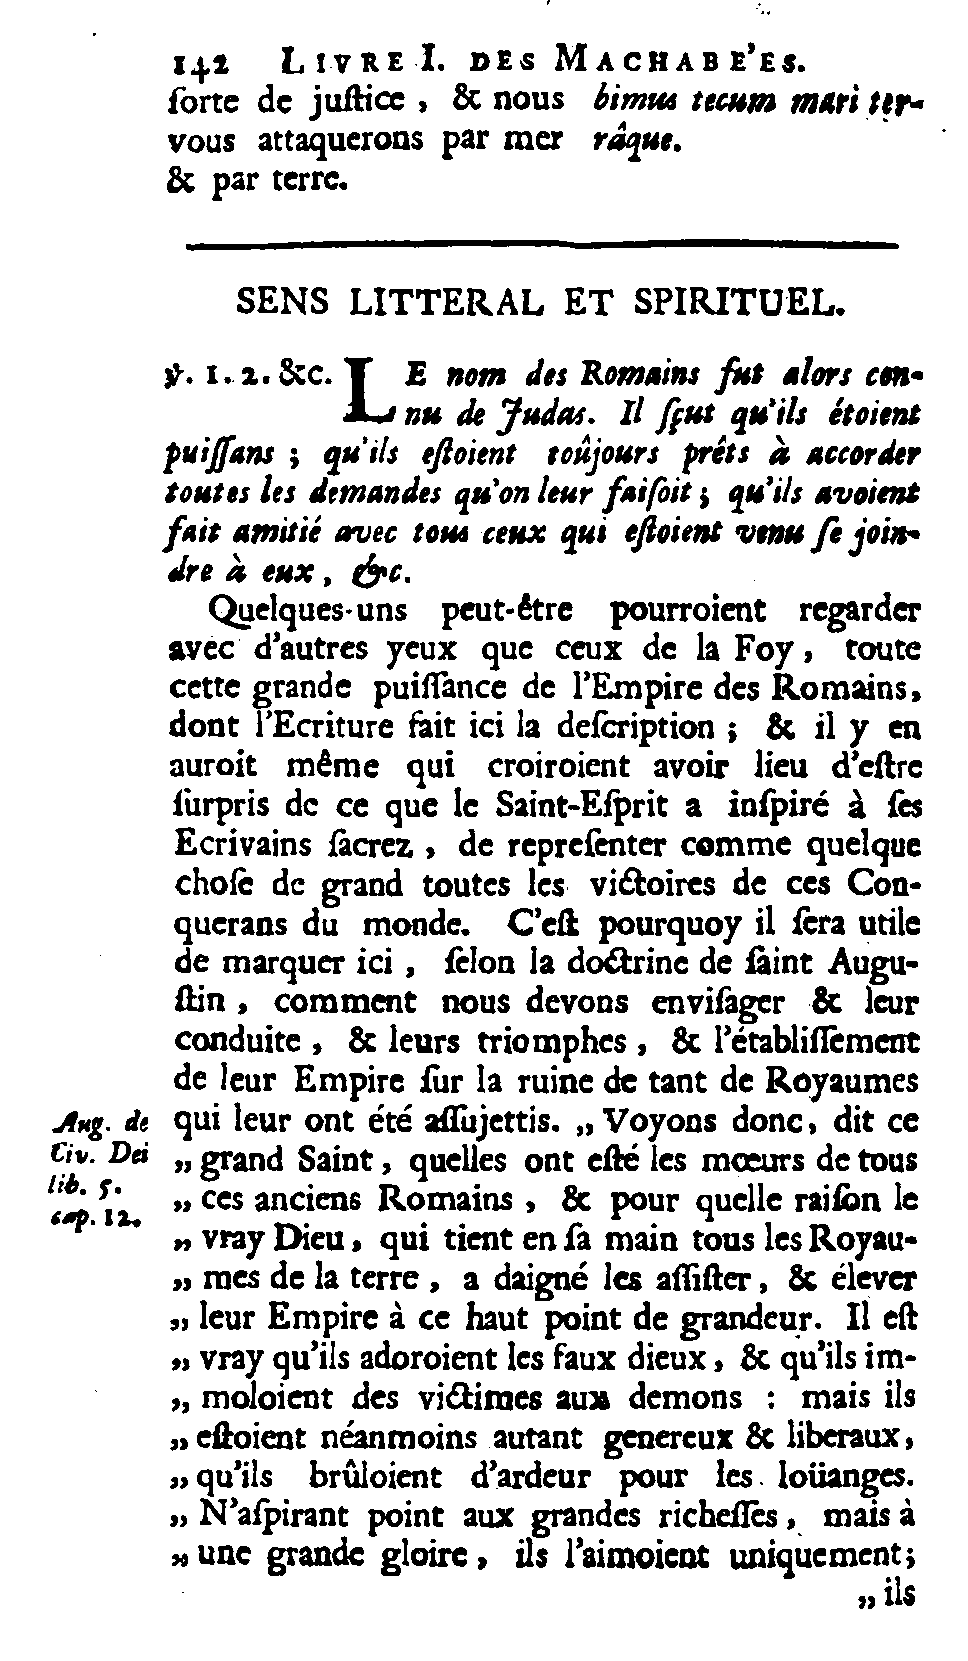 142 LIVRE I. DES MACHABE'ES.
ſorte de juſtice, & nous
vous attaquerons par mer
& par terre.
bimus tecum mari ter-
râque.
SENS LITTERAL ET SPIRITUEL.
℣. 1. 2. &c. LE nom des Romains fut alors con-
nu de Judas. Il ſçut qu'ils étoient
puiſſans ; qu'ils eſtoient toûjours prêts à accorder
toutes les demandes qu'on leur faiſoit ; qu'ils avoient
fait amitié avec tous ceux qui eſtoient venu ſe join-
dre à eux, &c.
Quelques-uns peut-être pourroient regarder
avec d'autres yeux que ceux de la Foy, toute
cette grande puiſſance de l'Empire des Romains,
dont l'Ecriture fait ici la deſcription ; & il y en
auroit même qui croiroient avoir lieu d'eſtre
ſurpris de ce que le Saint-Eſprit a inſpiré à ſes
Ecrivains ſacrez, de repreſenter comme quelque
choſe de grand toutes les victoires de ces Con-
querans du monde. C'eſt pourquoy il ſera utile
de marquer ici, ſelon la doctrine de ſaint Augu-
ſtin, comment nous devons enviſager & leur
conduite, & leurs triomphes, & l'établiſſement
de leur Empire ſur la ruine de tant de Royaumes
qui leur ont été aſſujettis. „ Voyons donc, dit ce
„ grand Saint, quelles ont eſté les mœurs de tous
„ ces anciens Romains, & pour quelle raiſon le
„ vray Dieu, qui tient en ſa main tous les Royau-
„ mes de la terre, a daigné les aſſiſter, & élever
„ leur Empire à ce haut point de grandeur. Il eſt
„ vray qu'ils adoroient les faux dieux, & qu'ils im-
„ moloient des victimes aux demons : mais ils
„ eſtoient néanmoins autant genereux & liberaux,
„ qu'ils brûloient d'ardeur pour les loüanges.
„ N'aſpirant point aux grandes richeſſes, mais à
„ une grande gloire, ils l'aimoient uniquement;
„ ils
Aug. de
Civ. Dei
lib. 5.
cap. 12.